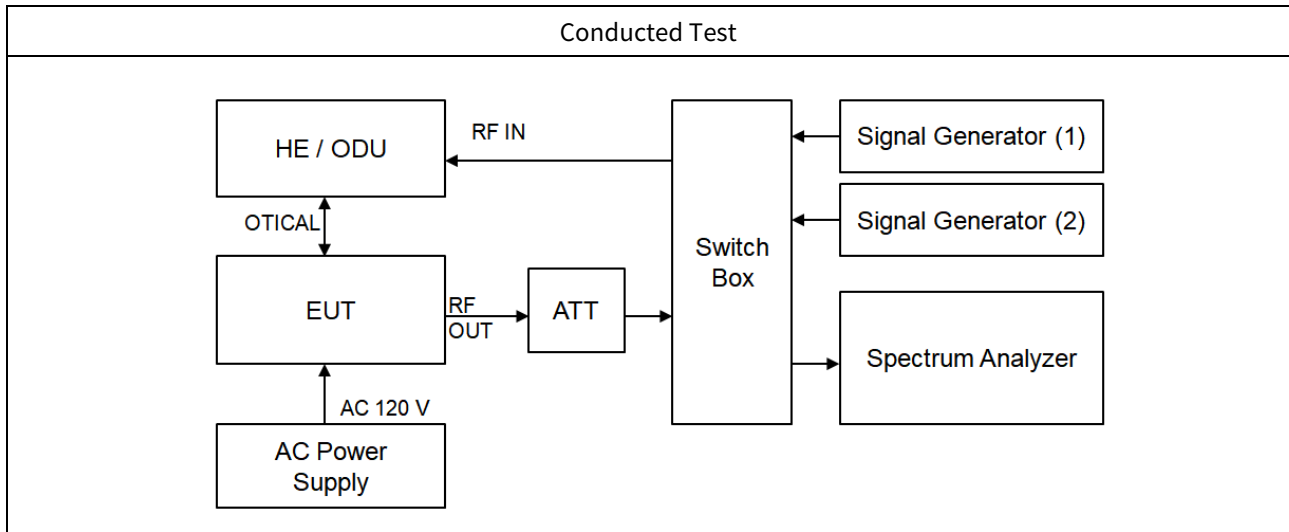 Conducted Test
HE / ODU
RF IN
Signal Generator (1)
OTICAL
Signal Generator (2)
Switch
Box
EUT
RF
OUT
ATT
Spectrum Analyzer
AC 120 V
AC Power
Supply